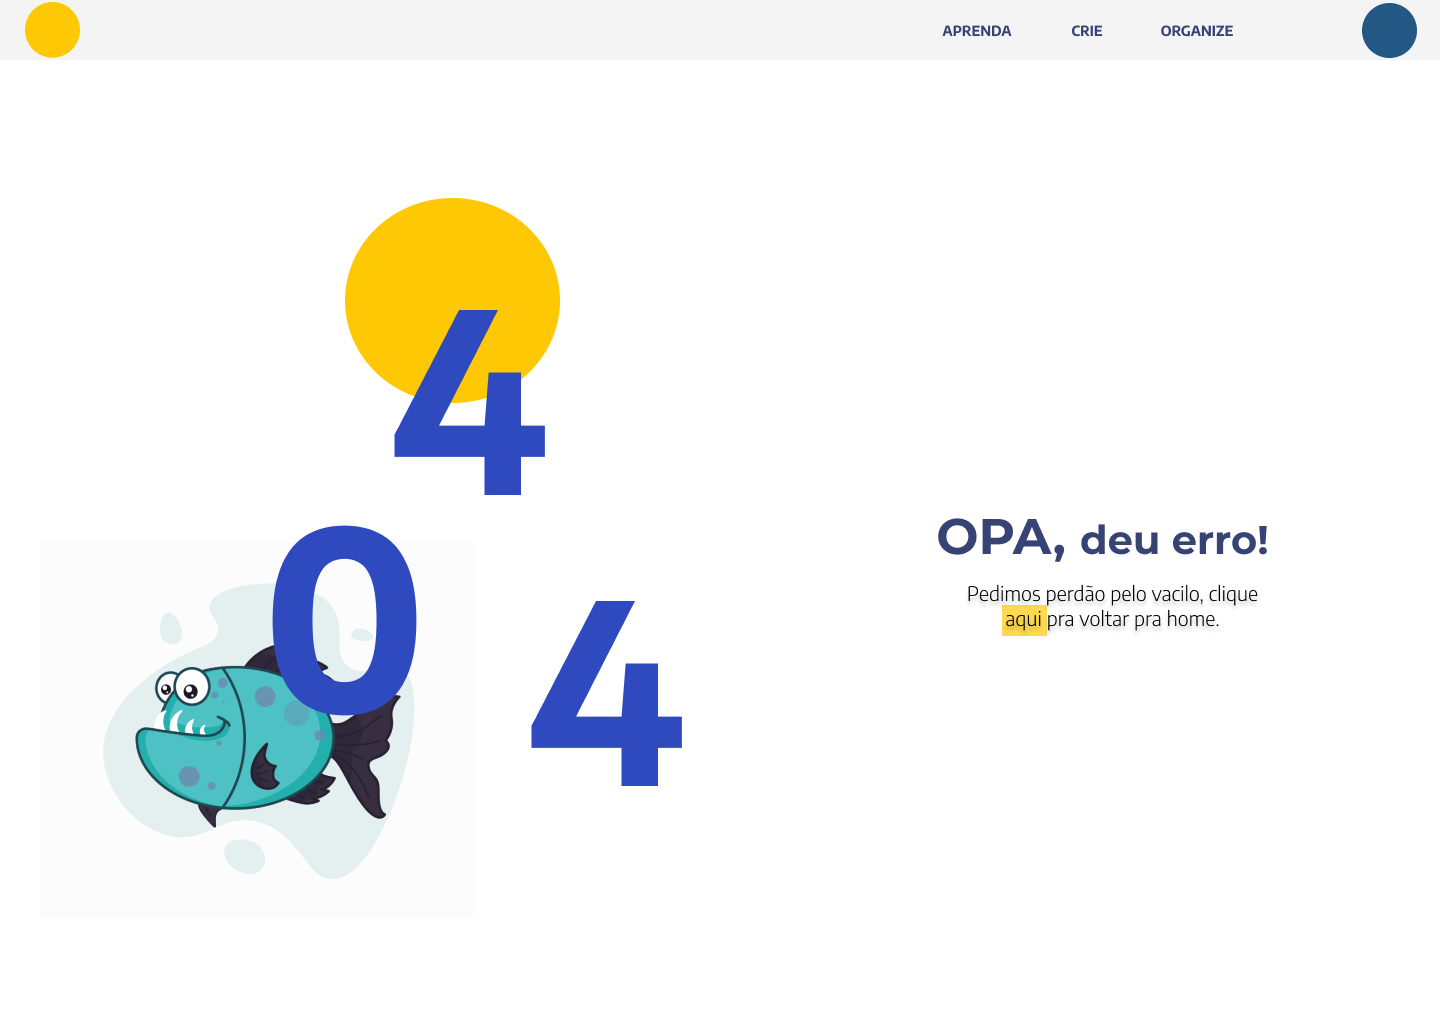 APRENDA CRIE ORGANIZE
4
0
4
OPA, deu erro!
Pedimos perdão pelo vacilo, clique
aqui pra voltar pra home.